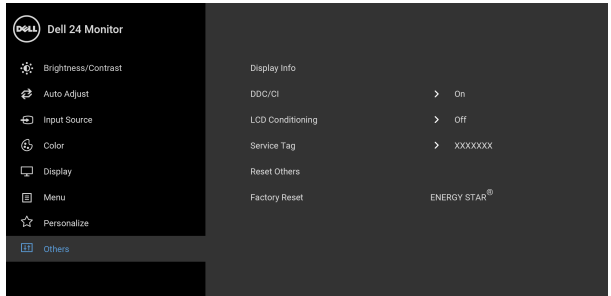 DELL Dell 24 Monitor
Brightness/Contrast
Auto Adjust
Input Source
Color
Display
Menu
Personalize
Others
Display Info
DDC/CI > On
LCD Conditioning > Off
Service Tag > XXXXXXX
Reset Others
Factory Reset ENERGY STAR®